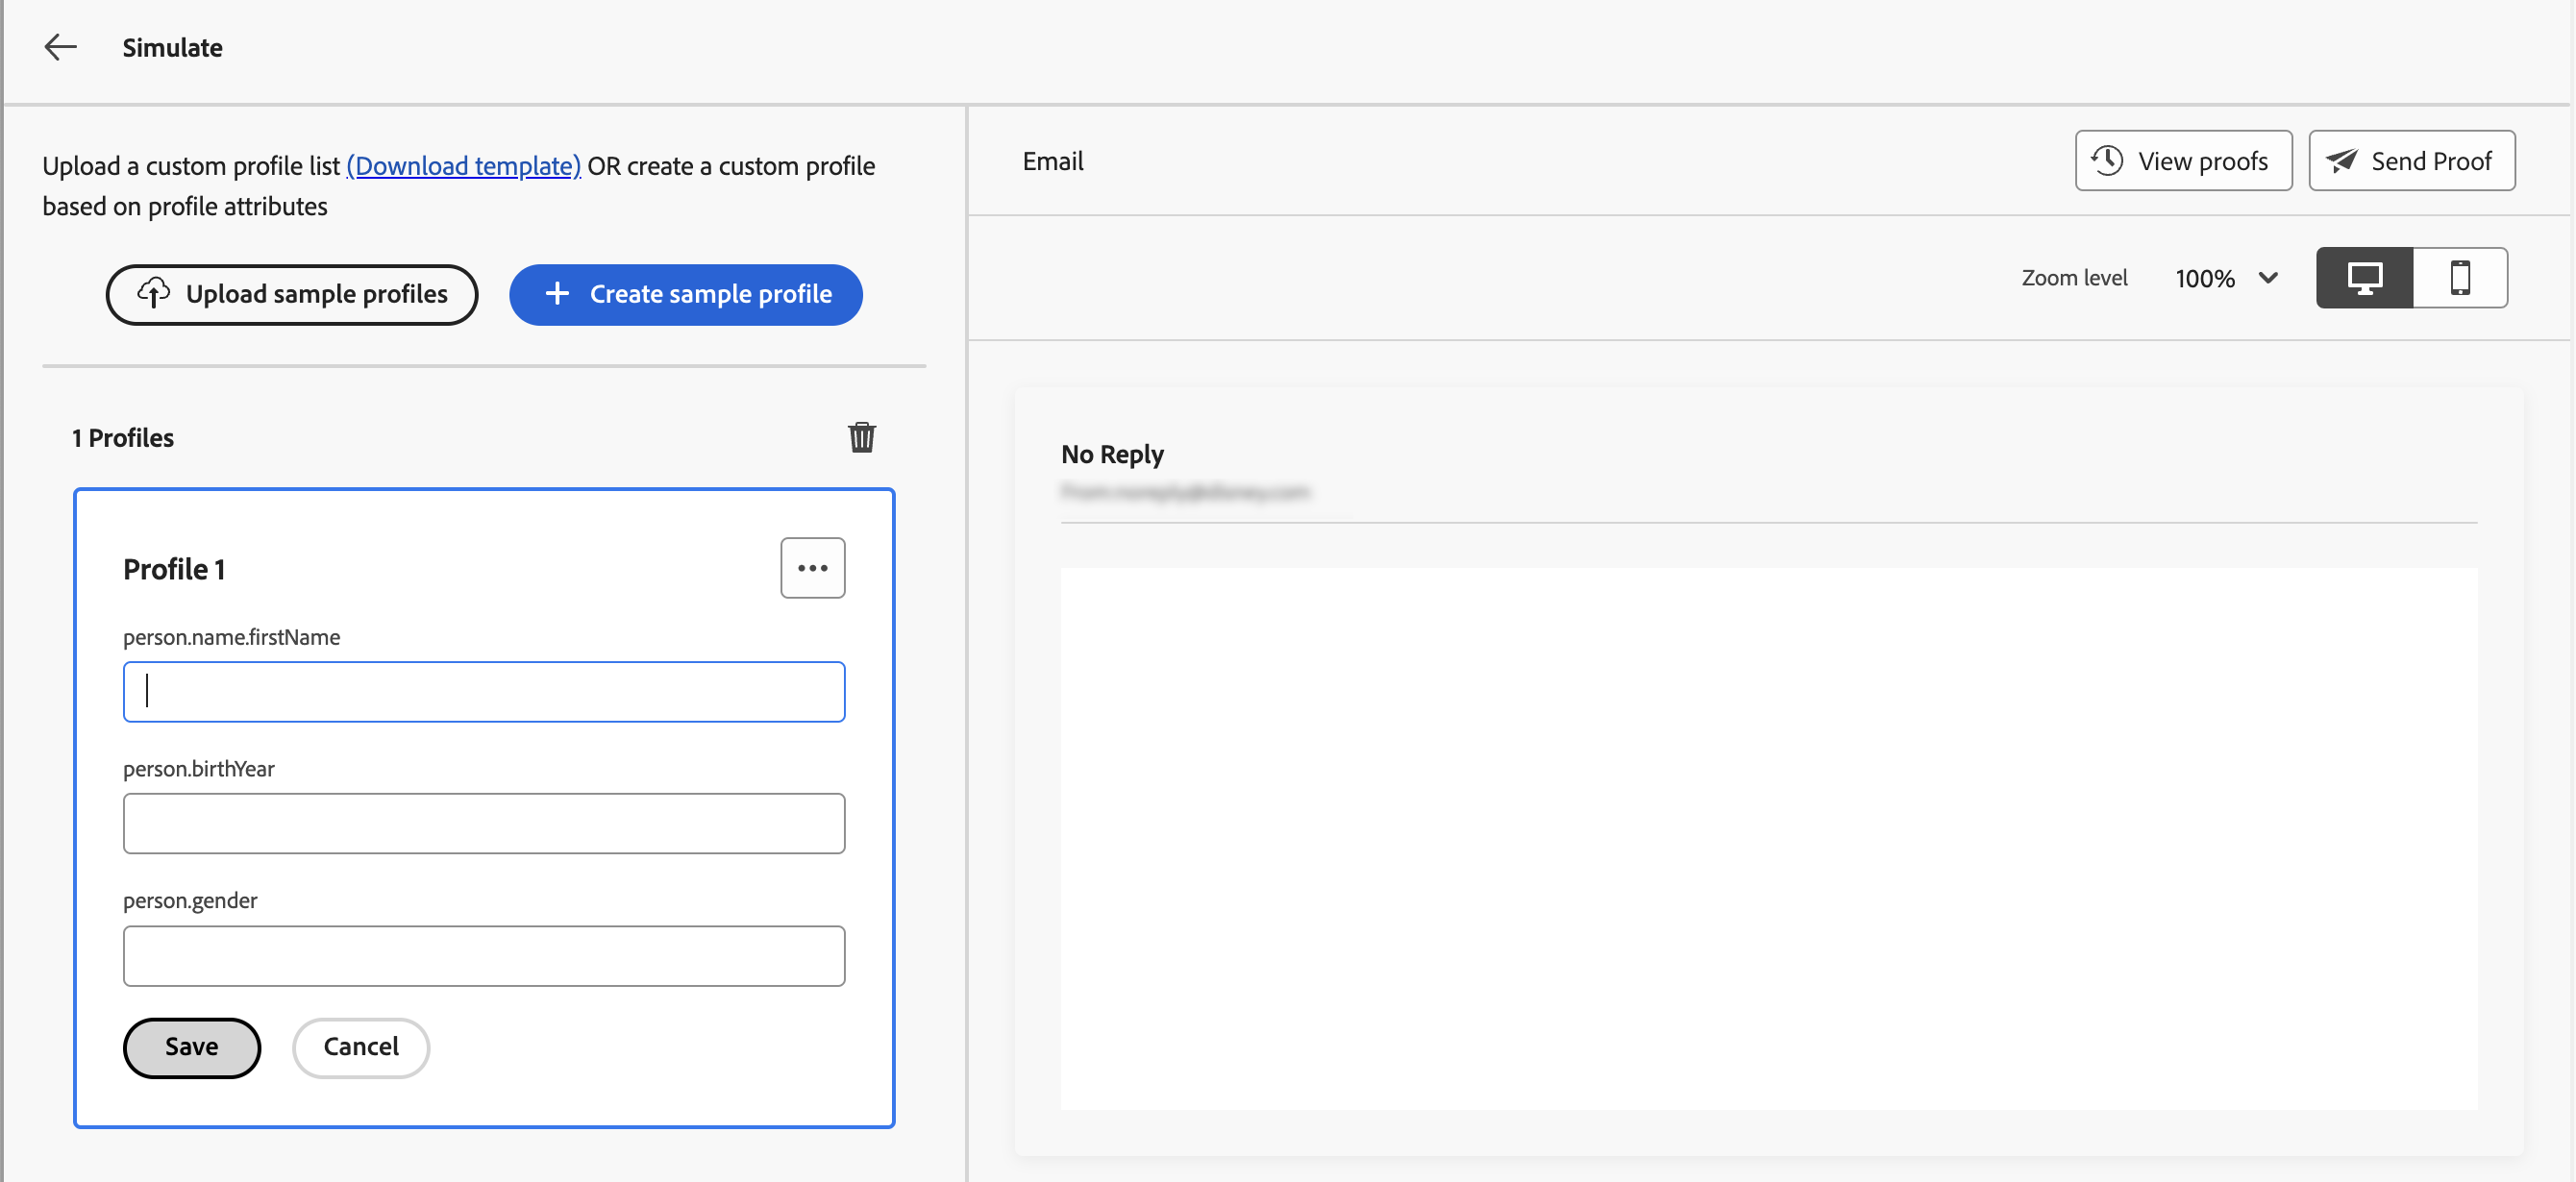 Simulate
Upload a custom profile list (Download template) OR create a custom profile
based on profile attributes
Upload sample profiles
Create sample profile
1 Profiles
Profile 1
person.name.firstName
person.birthYear
person.gender
Save
Cancel
Email
View proofs
Send Proof
Zoom level
100%
No Reply